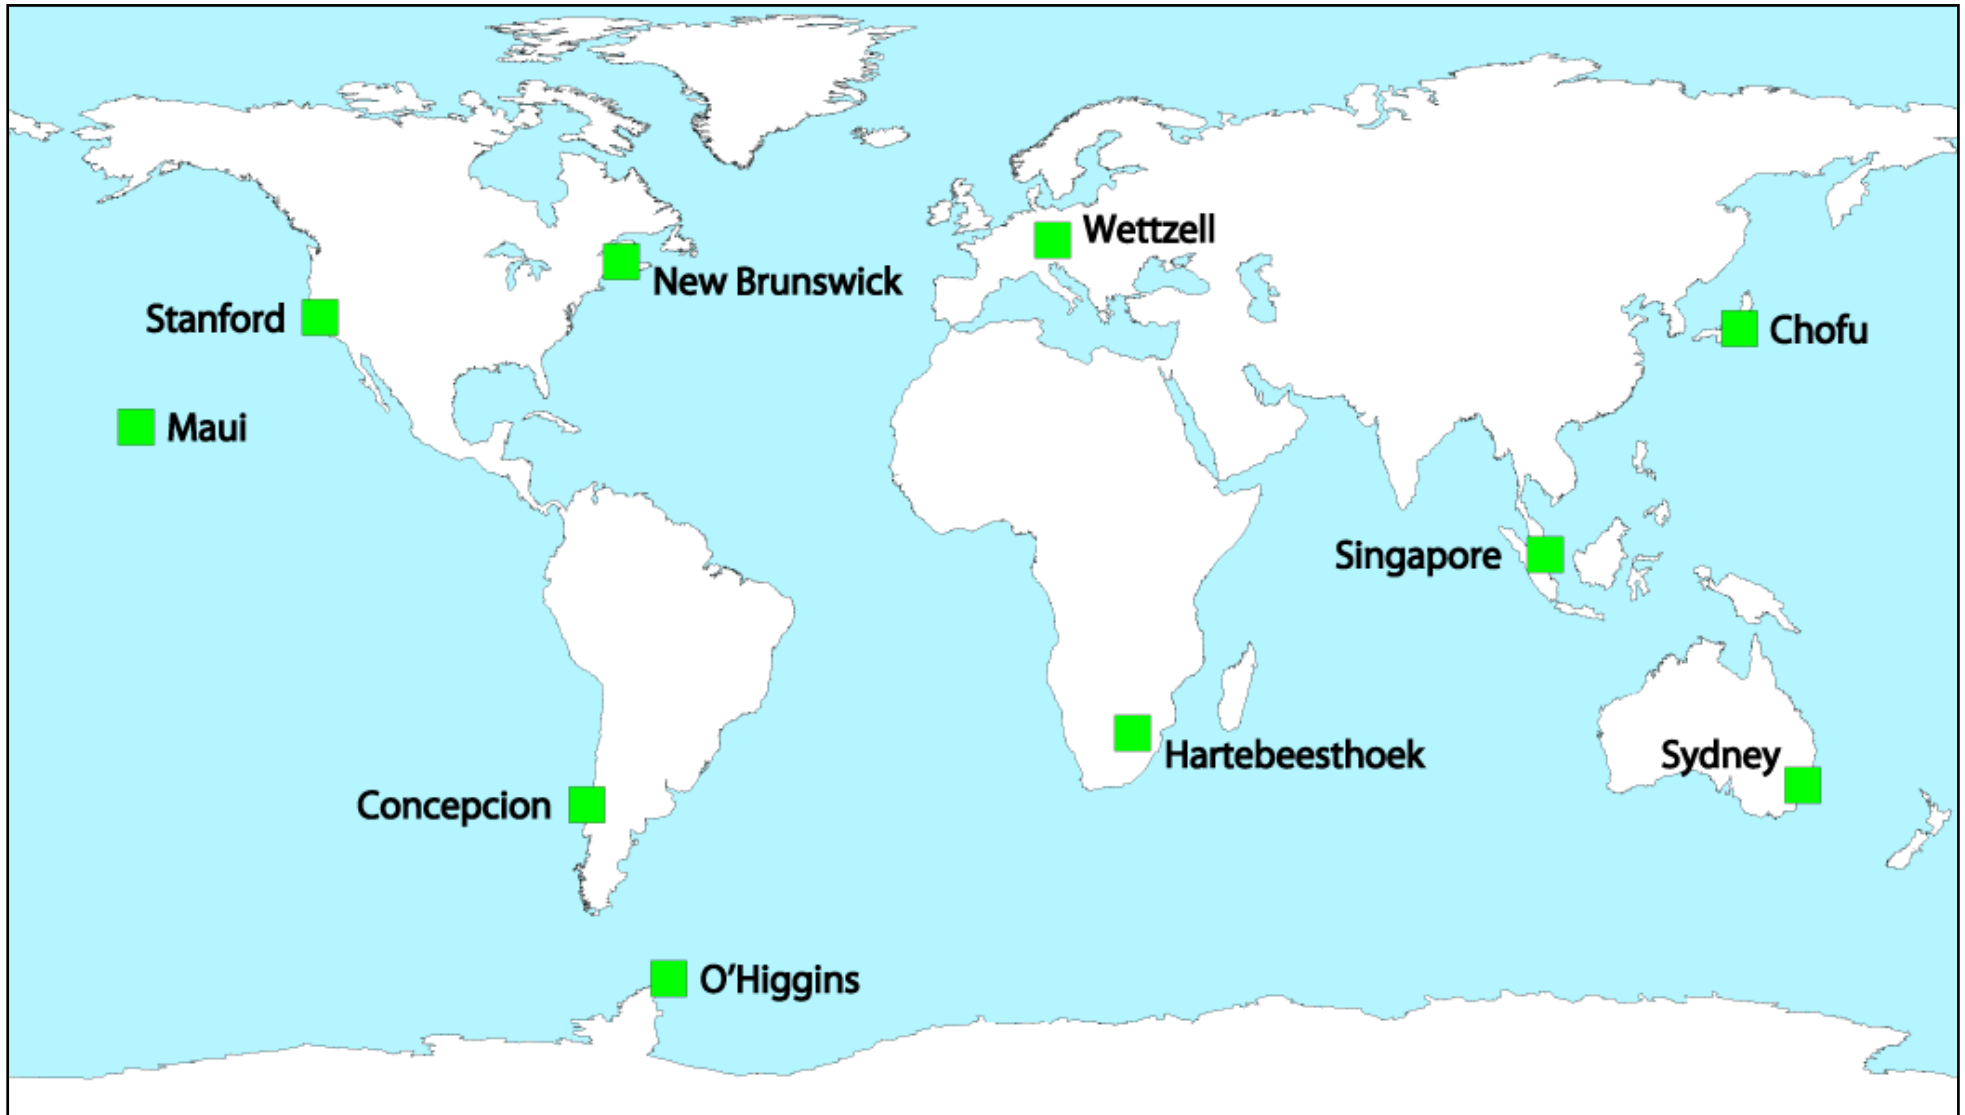 Wettzell
New Brunswick
Stanford
Chofu
Maui
Singapore
Hartebeesthoek
Sydney
Concepcion
O'Higgins